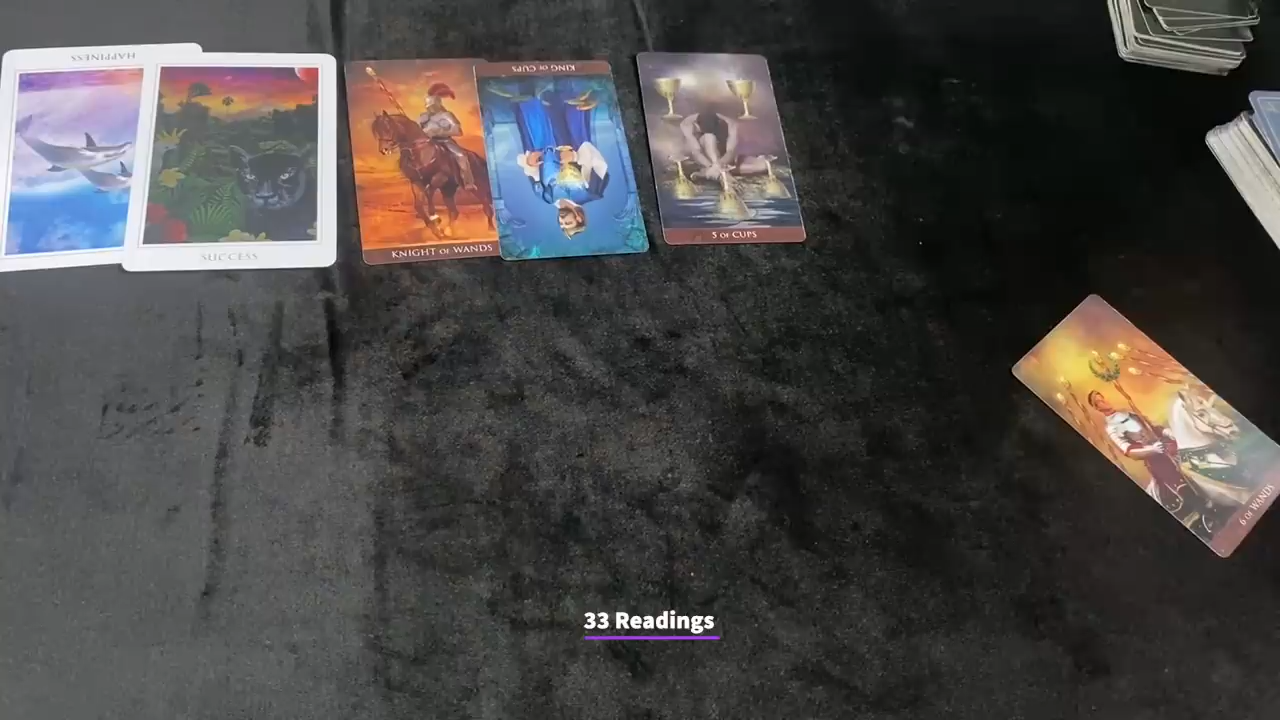 HAPPINESS
SUCCESS
KNIGHT OF WANDS
KING OF CUPS
5 OF CUPS
6 OF WANDS
33 Readings